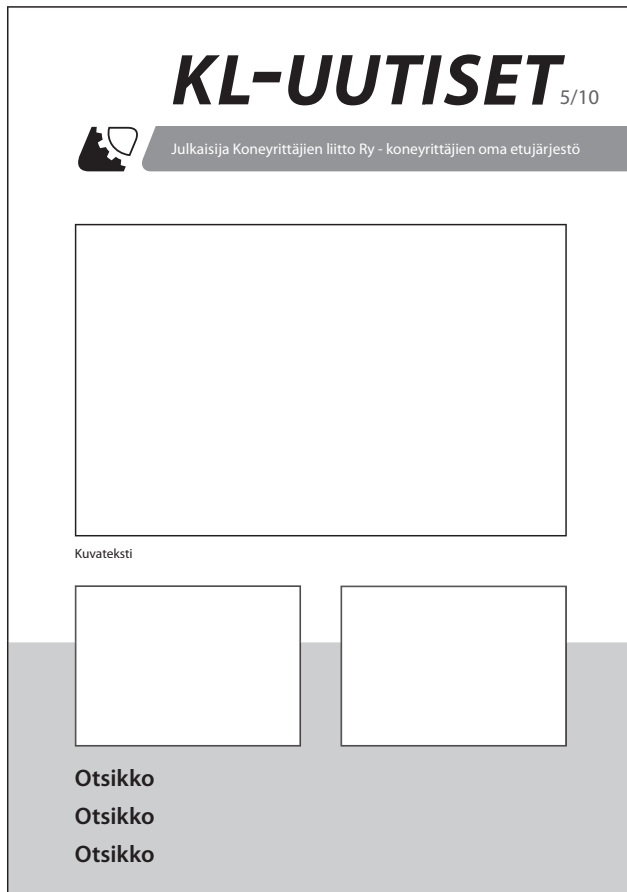 KL-UUTISET 5/10
Julkaisija Koneyrittäjien liitto Ry - koneyrittäjien oma etujärjestö
Kuvateksti
Otsikko
Otsikko
Otsikko